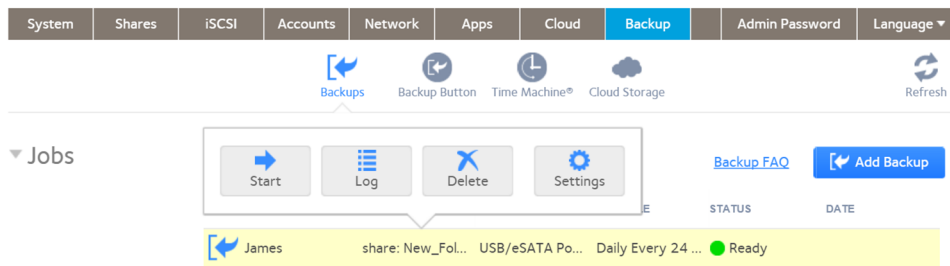 System Shares iSCSI Accounts Network Apps Cloud Backup Admin Password Language
Backups Backup Button Time Machine® Cloud Storage Refresh
Jobs
Start Log Delete Settings
Backup FAQ Add Backup
STATUS DATE
James share: New_Fol... USB/eSATA Po... Daily Every 24 ... Ready